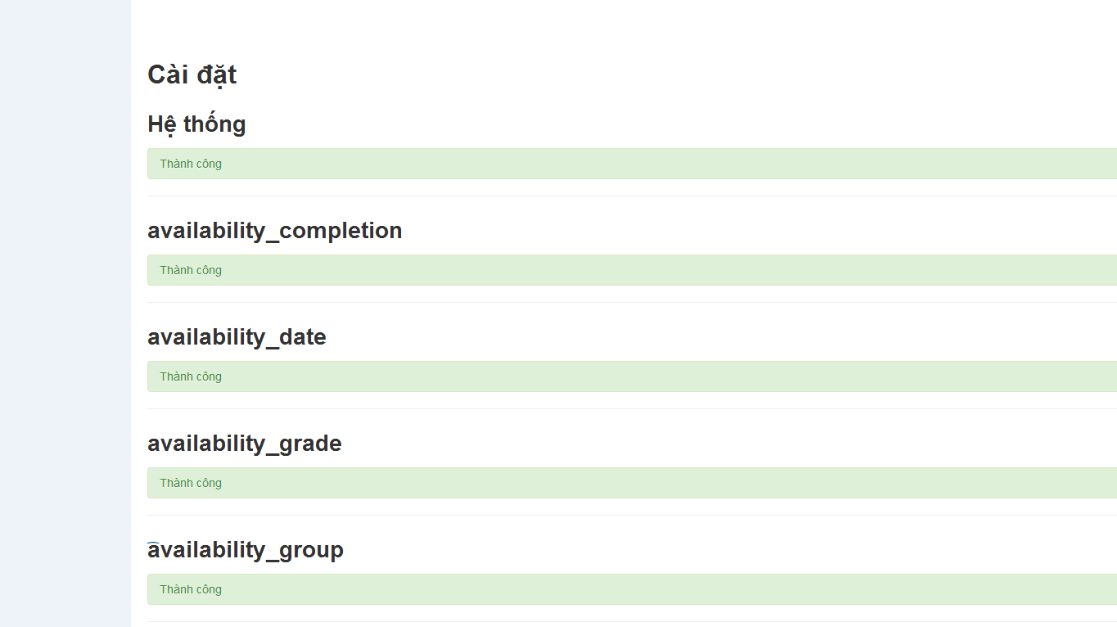 Cài đặt
Hệ thống
Thành công
availability_completion
Thành công
availability_date
Thành công
availability_grade
Thành công
availability_group
Thành công